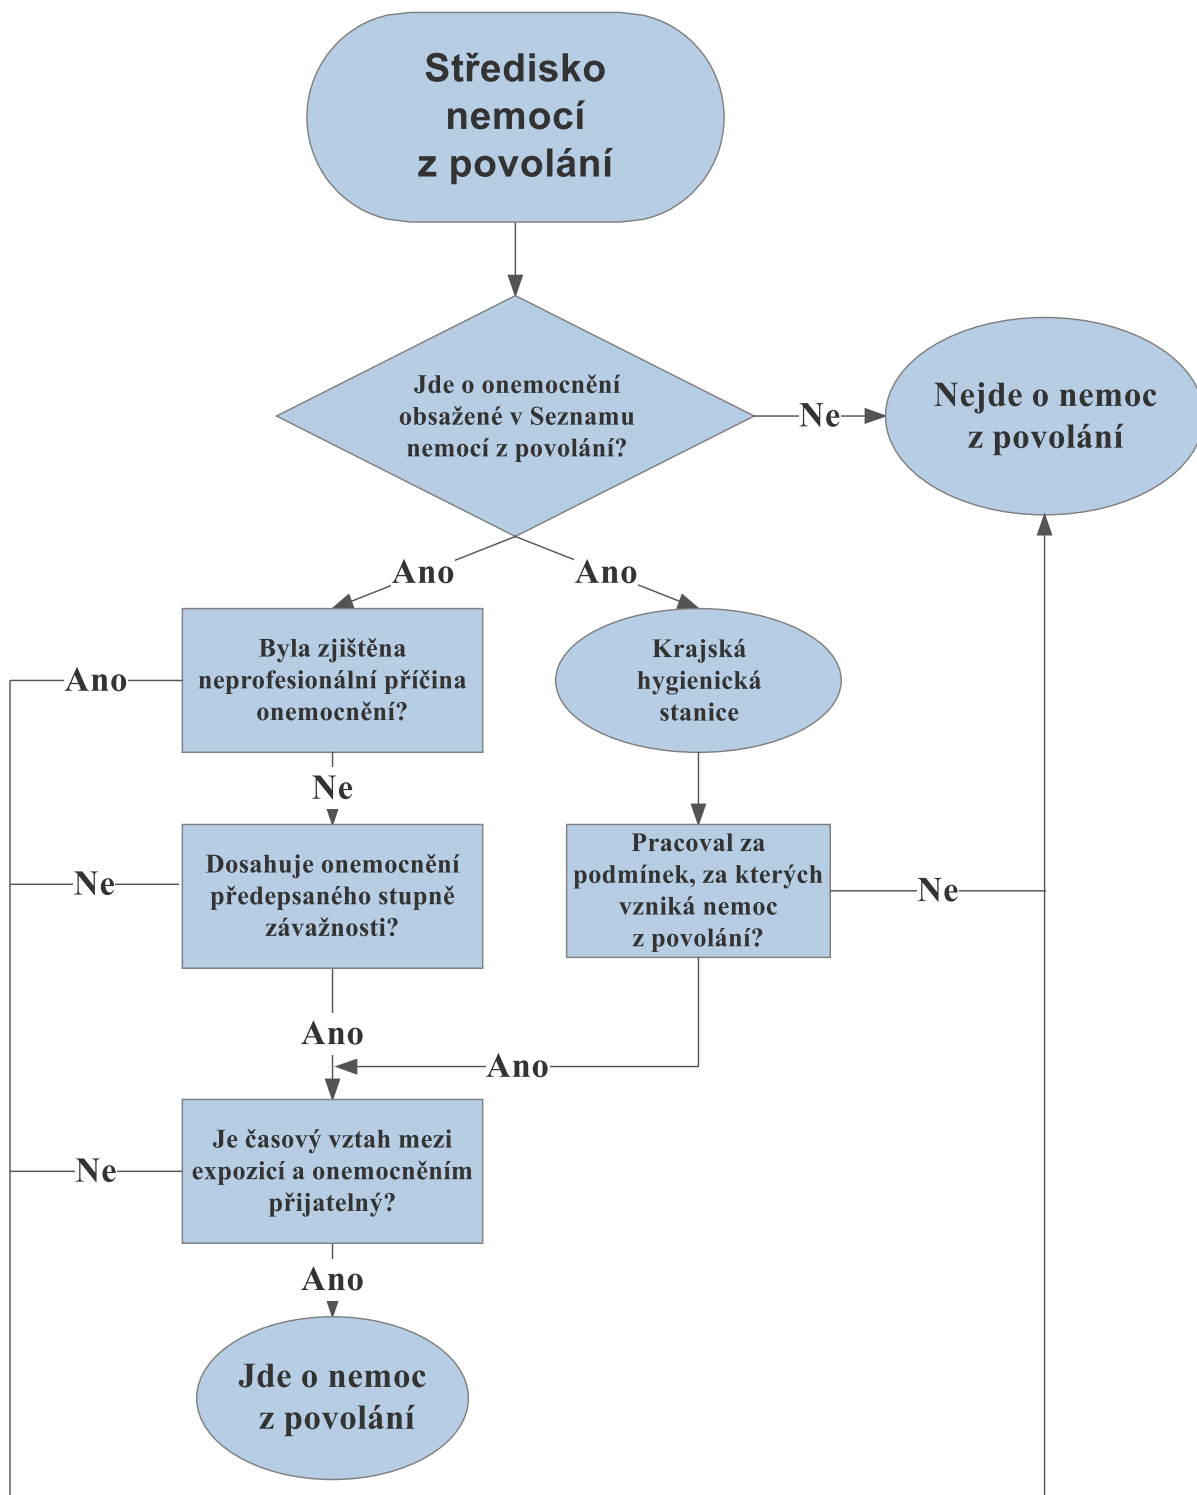 Středisko
nemocí
z povolání
Jde o onemocnění
obsažené v Seznamu
nemocí z povolání?
Ne
Nejde o nemoc
z povolání
Ano
Ano
Byla zjištěna
neprofesionální příčina
onemocnění?
Ano
Krajská
hygienická
stanice
Ne
Dosahuje onemocnění
předepsaného stupně
závažnosti?
Ne
Pracoval za
podmínek, za kterých
vzniká nemoc
z povolání?
Ne
Ano
Ano
Je časový vztah mezi
expozicí a onemocněním
přijatelný?
Ne
Ano
Jde o nemoc
z povolání